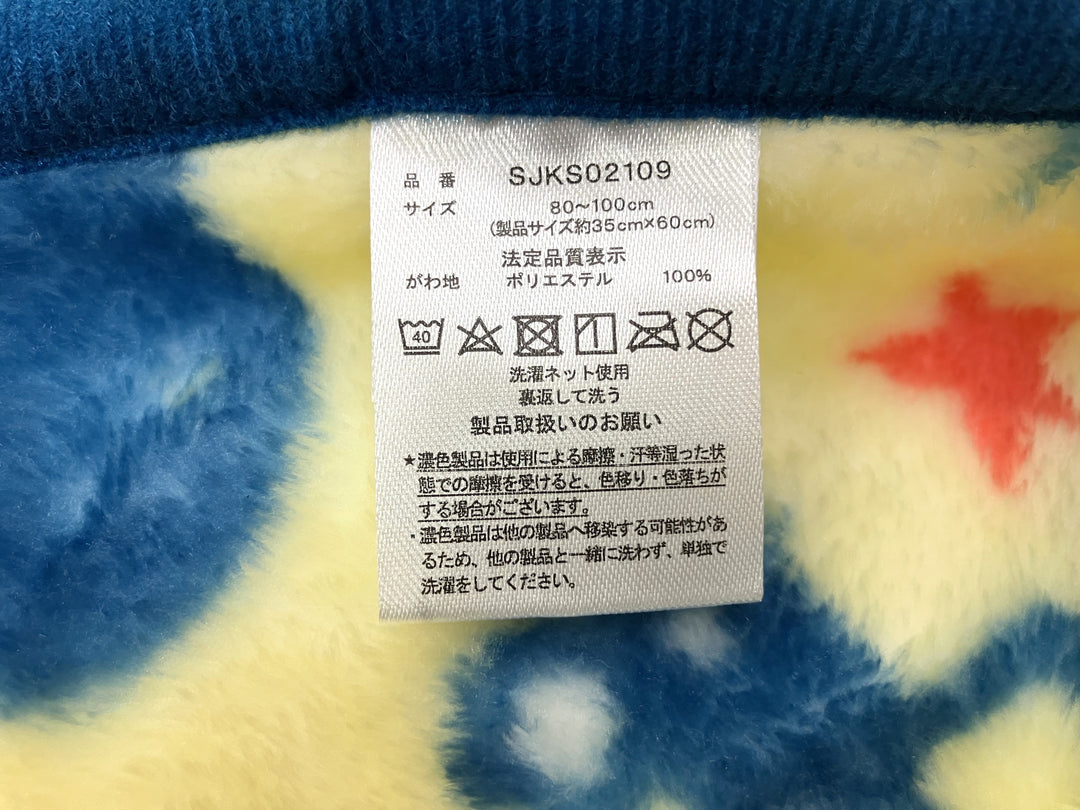 品 番 SJKS02109
サイズ 80〜100cm
(製品サイズ約35cm×60cm)
法定品質表示
がわ地 ポリエステル 100%
40
洗濯ネット使用
裏返して洗う
製品取扱いのお願い
★濃色製品は使用による摩擦・汗等湿った状
態での摩擦を受けると、色移り・色落ちが
する場合がございます。
・濃色製品は他の製品へ移染する可能性があ
るため、他の製品と一緒に洗わず、単独で
洗濯をしてください。